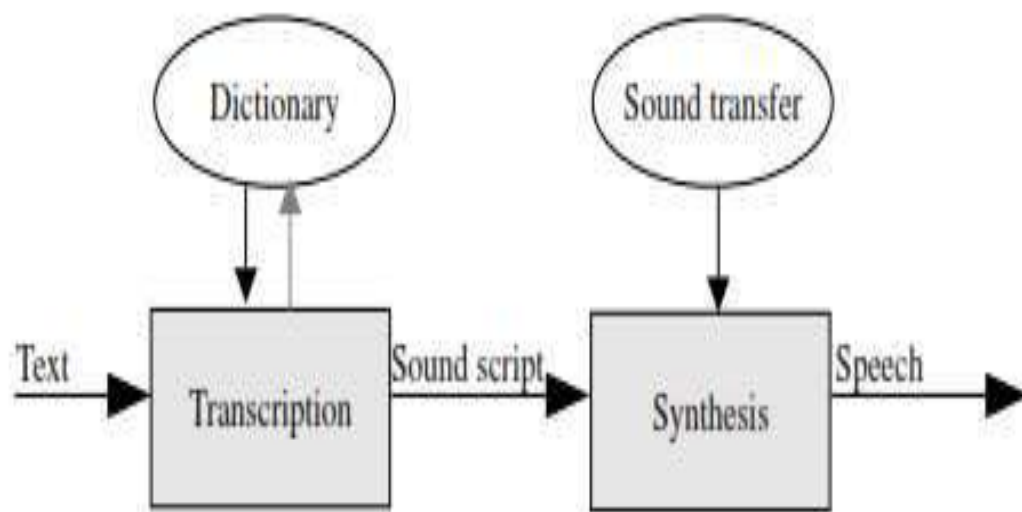 Dictionary
Sound transfer
Text
Transcription
Sound script
Synthesis
Speech